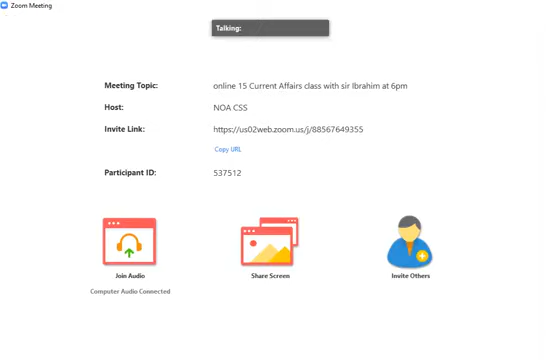 Zoom Meeting
Talking:
Meeting Topic: online 15 Current Affairs class with sir Ibrahim at 6pm
Host: NOA CSS
Invite Link: https://us02web.zoom.us/j/88567649355
Copy URL
Participant ID: 537512
Join Audio Share Screen Invite Others
Computer Audio Connected